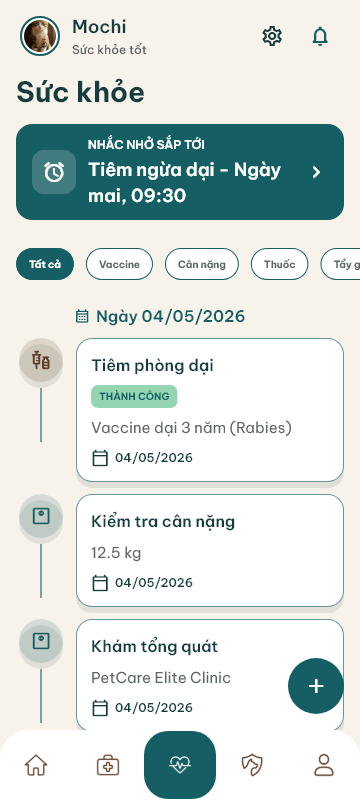 Mochi
Sức khỏe tốt
Sức khỏe
NHẮC NHỞ SẮP TỚI
Tiêm ngừa dại - Ngày
mai, 09:30
Tất cả
Vaccine
Cân nặng
Thuốc
Tẩy g
Ngày 04/05/2026
Tiêm phòng dại
THÀNH CÔNG
Vaccine dại 3 năm (Rabies)
04/05/2026
Kiểm tra cân nặng
12.5 kg
04/05/2026
Khám tổng quát
PetCare Elite Clinic
04/05/2026